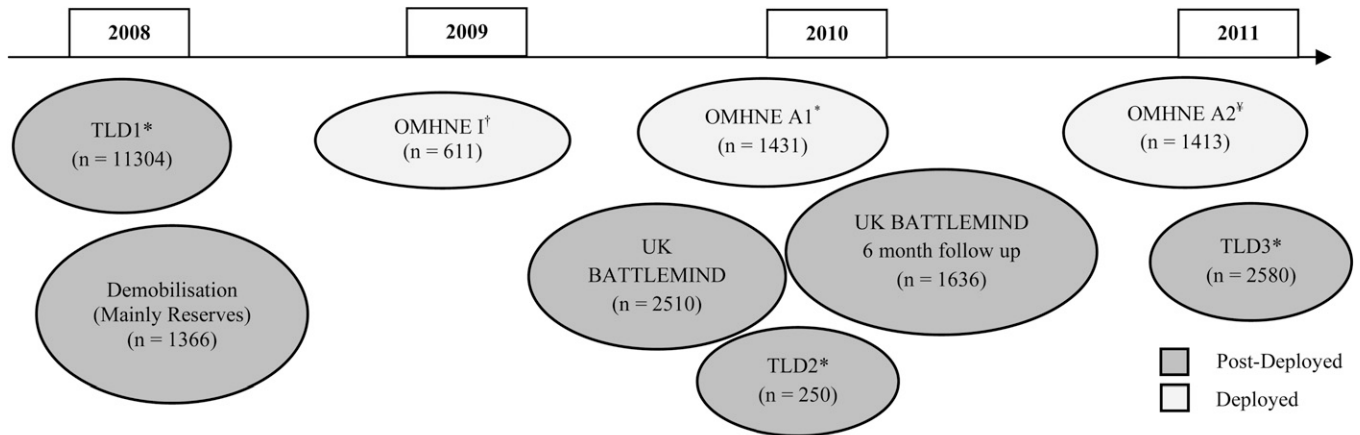 2008
2009
2010
2011
TLD1*
(n = 11304)
OMHNE I†
(n = 611)
OMHNE A1*
(n = 1431)
OMHNE A2¥
(n = 1413)
Demobilisation
(Mainly Reserves)
(n = 1366)
UK
BATTLEMIND
(n = 2510)
UK BATTLEMIND
6 month follow up
(n = 1636)
TLD3*
(n = 2580)
TLD2*
(n = 250)
Post-Deployed
Deployed